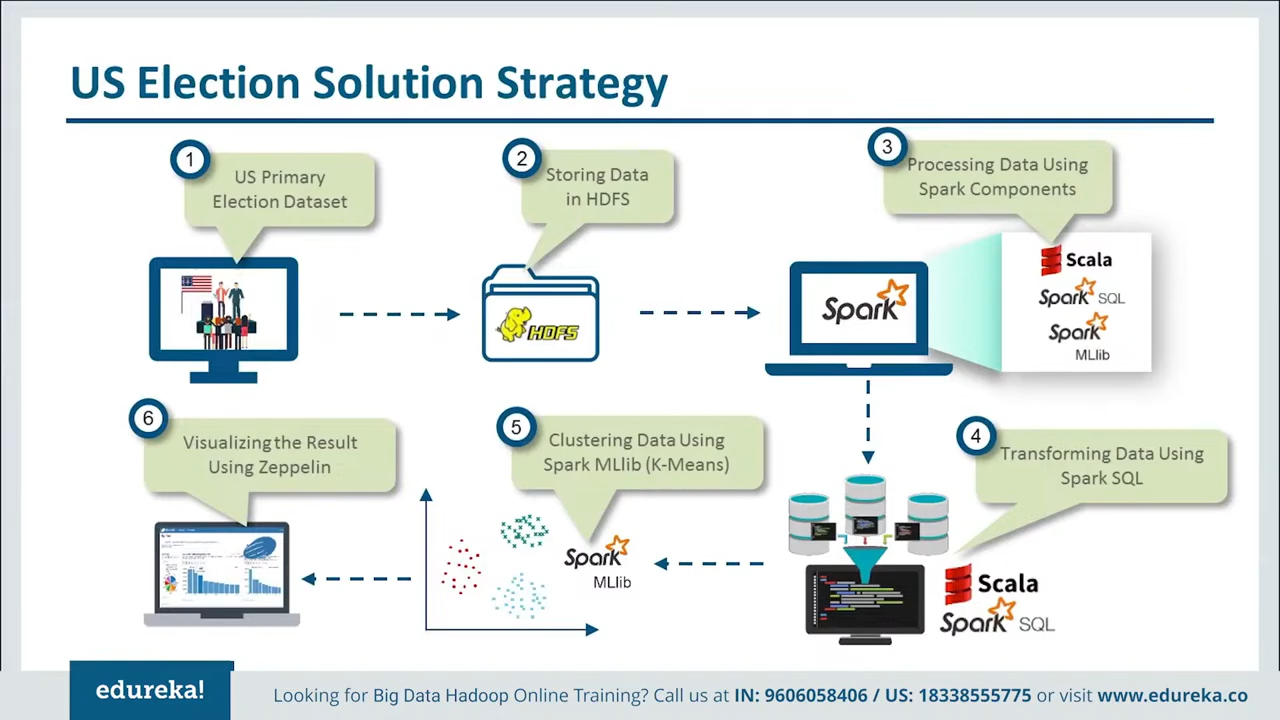 US Election Solution Strategy
1
US Primary
Election Dataset
2
Storing Data
in HDFS
HDFS
3
Processing Data Using
Spark Components
Spark
Scala
Spark SQL
Spark
MLlib
4
Transforming Data Using
Spark SQL
Scala
Spark SQL
5
Clustering Data Using
Spark MLlib (K-Means)
Spark
MLlib
6
Visualizing the Result
Using Zeppelin
edureka!
Looking for Big Data Hadoop Online Training? Call us at IN: 9606058406 / US: 18338555775 or visit www.edureka.co